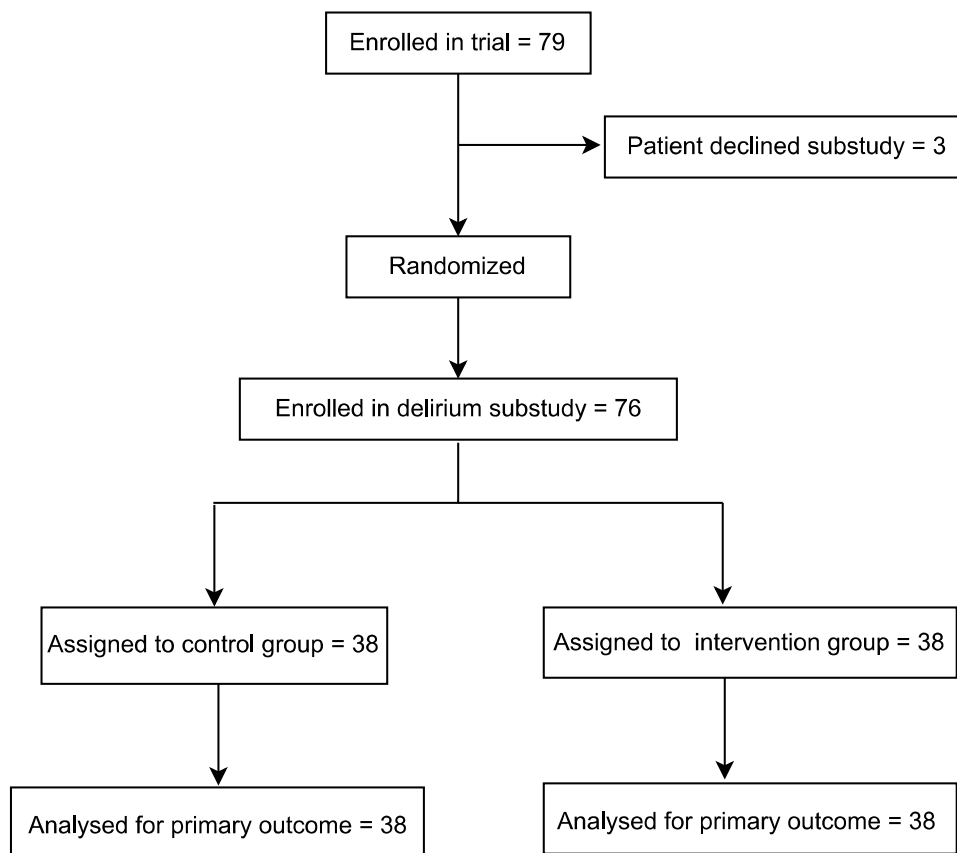 Enrolled in trial = 79
Patient declined substudy = 3
Randomized
Enrolled in delirium substudy = 76
Assigned to control group = 38
Assigned to intervention group = 38
Analysed for primary outcome = 38
Analysed for primary outcome = 38